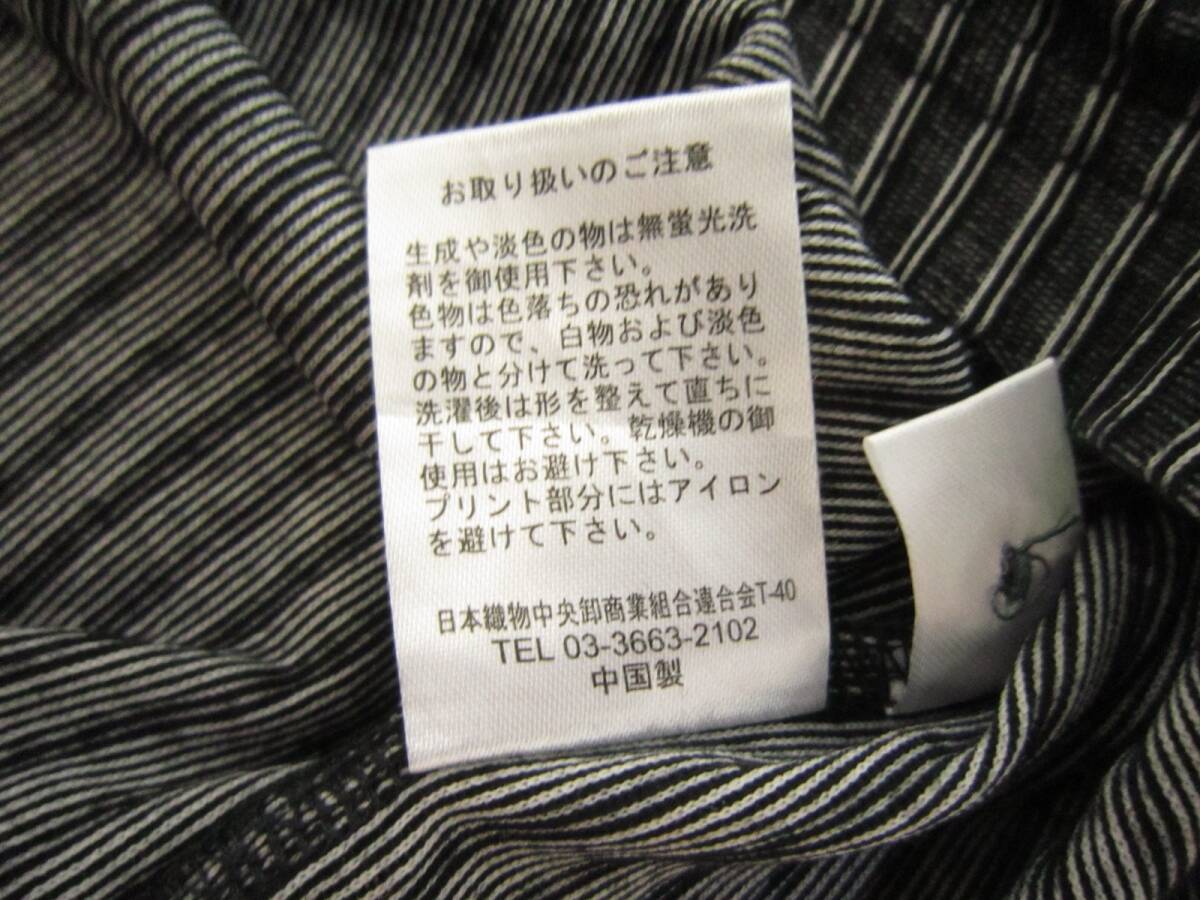 お取り扱いのご注意
生成や淡色の物は無蛍光洗
剤を御使用下さい。
色物は色落ちの恐れがあり
ますので、白物および淡色
の物と分けて洗って下さい。
洗濯後は形を整えて直ちに
干して下さい。乾燥機の御
使用はお避け下さい。
プリント部分にはアイロン
を避けて下さい。
日本織物中央卸商業組合連合会T-40
TEL 03-3663-2102
中国製